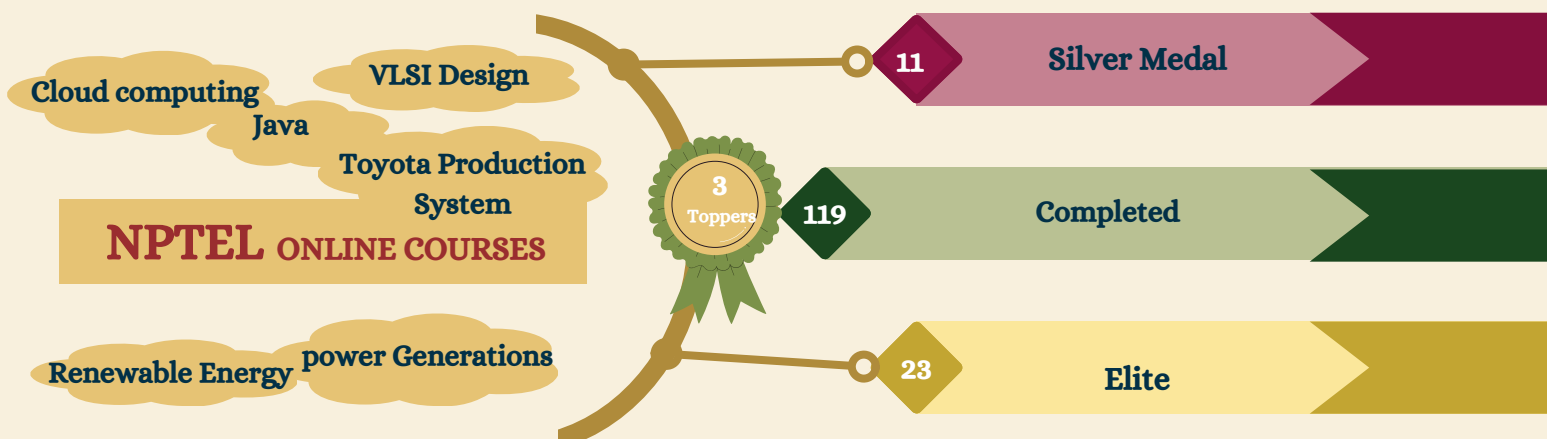 Cloud computing
VLSI Design
Java
Toyota Production
System
NPTEL ONLINE COURSES
Renewable Energy
power Generations
3
Toppers
11
Silver Medal
119
Completed
23
Elite